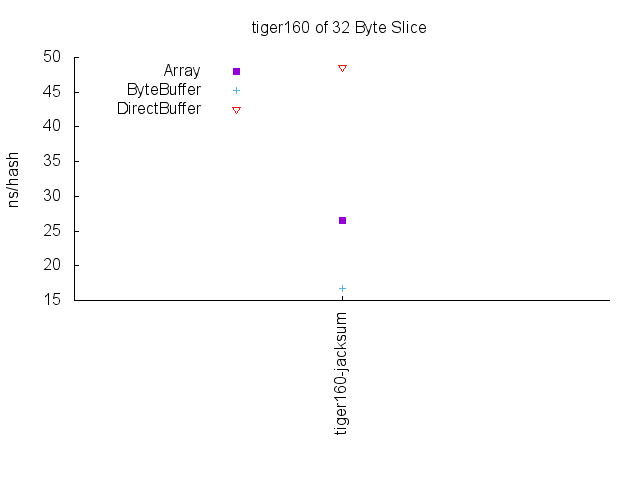 tiger160 of 32 Byte Slice
Array
ByteBuffer
DirectBuffer
50
45
40
35
30
25
20
15
ns/hash
tiger160-jacksum